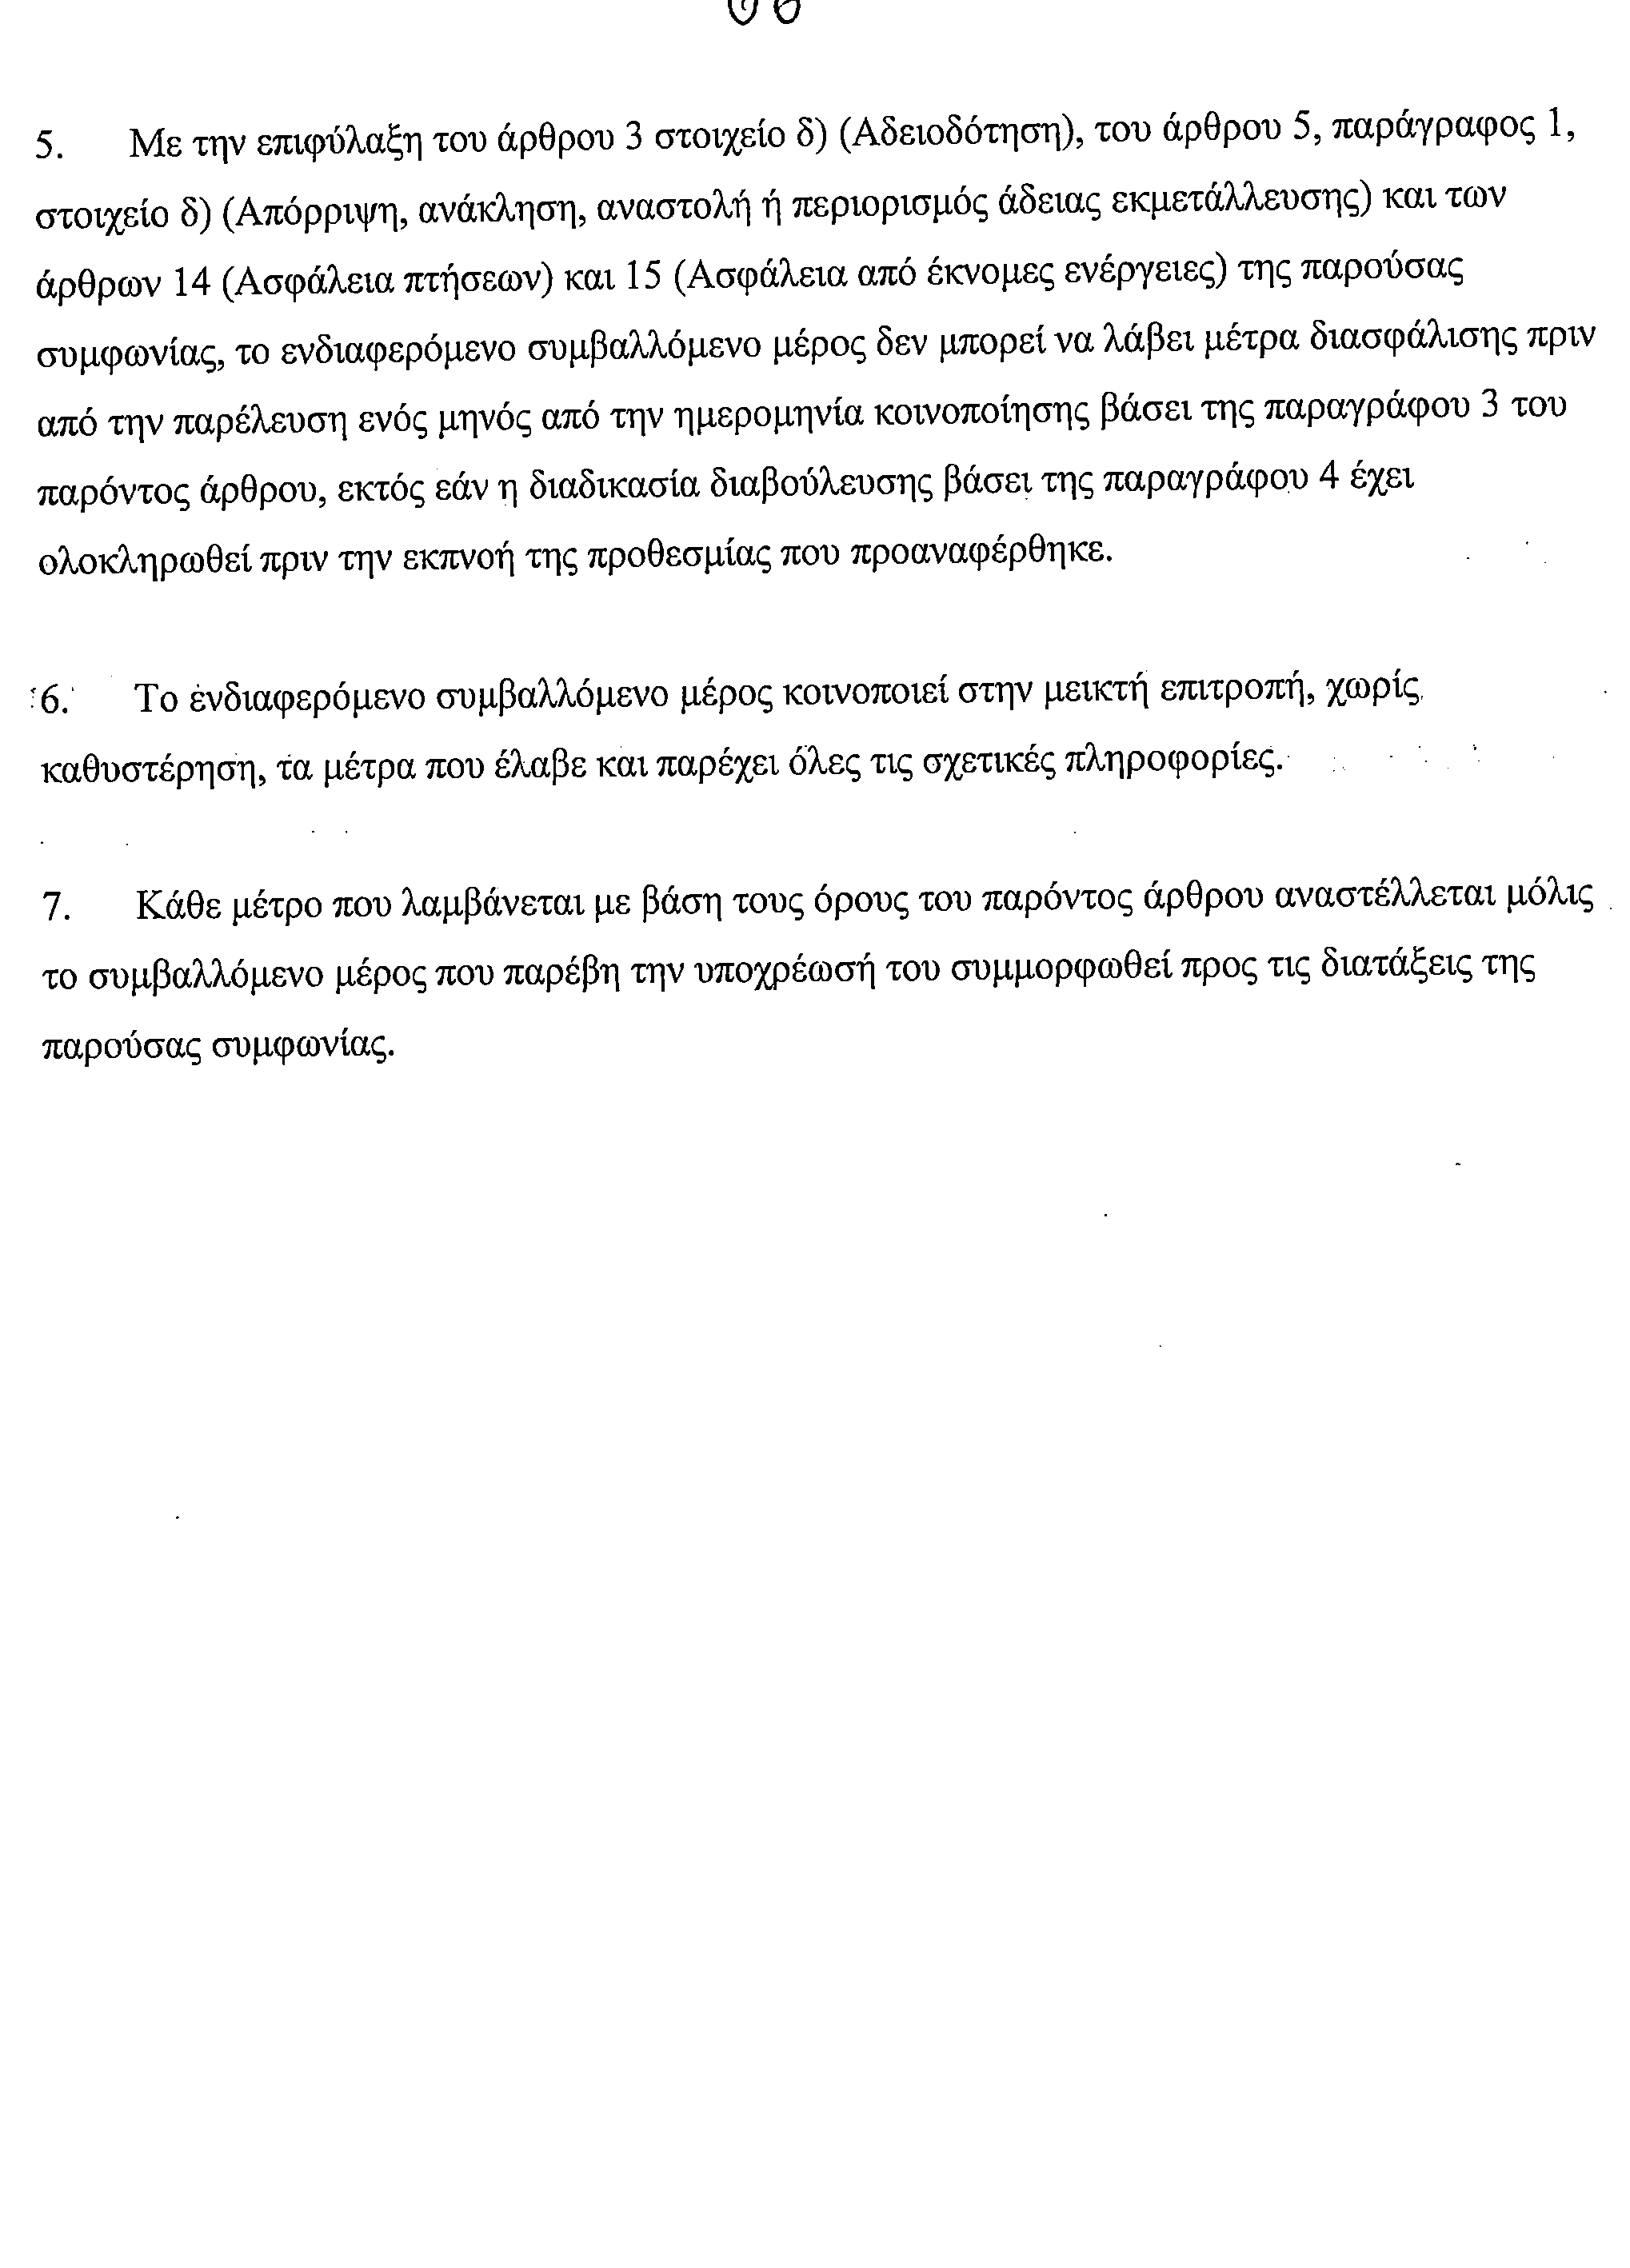 5. Με την επιφύλαξη του άρθρου 3 στοιχείο δ) (Αδειοδότηση), του άρθρου 5, παράγραφος 1,
στοιχείο δ) (Απόρριψη, ανάκληση, αναστολή ή περιορισμός άδειας εκμετάλλευσης) και των
άρθρων 14 (Ασφάλεια πτήσεων) και 15 (Ασφάλεια από έκνομες ενέργειες) της παρούσας
συμφωνίας, το ενδιαφερόμενο συμβαλλόμενο μέρος δεν μπορεί να λάβει μέτρα διασφάλισης πριν
από την παρέλευση ενός μηνός από την ημερομηνία κοινοποίησης βάσει της παραγράφου 3 του
παρόντος άρθρου, εκτός εάν η διαδικασία διαβούλευσης βάσει της παραγράφου 4 έχει
ολοκληρωθεί πριν την εκπνοή της προθεσμίας που προαναφέρθηκε.
6. Το ενδιαφερόμενο συμβαλλόμενο μέρος κοινοποιεί στην μεικτή επιτροπή, χωρίς
καθυστέρηση, τα μέτρα που έλαβε και παρέχει όλες τις σχετικές πληροφορίες.
7. Κάθε μέτρο που λαμβάνεται με βάση τους όρους του παρόντος άρθρου αναστέλλεται μόλις
το συμβαλλόμενο μέρος που παρέβη την υποχρέωσή του συμμορφωθεί προς τις διατάξεις της
παρούσας συμφωνίας.